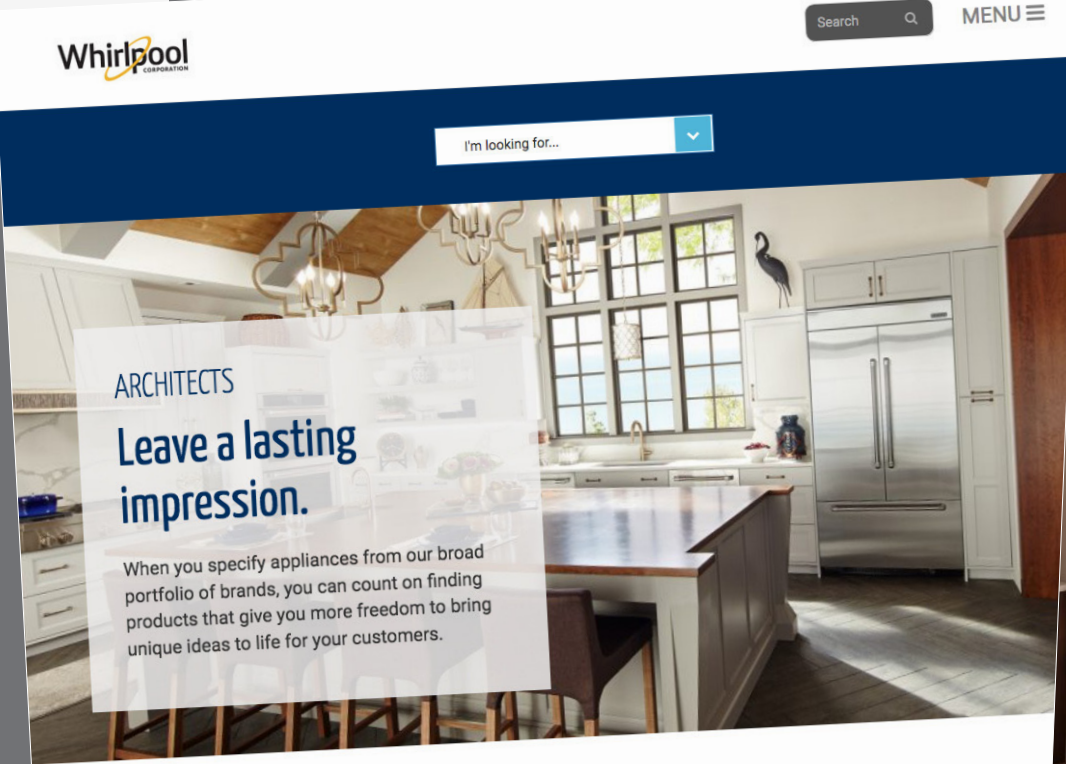 Whirlpool
CORPORATION
Search
MENU
I'm looking for...
ARCHITECTS
Leave a lasting
impression.
When you specify appliances from our broad
portfolio of brands, you can count on finding
products that give you more freedom to bring
unique ideas to life for your customers.